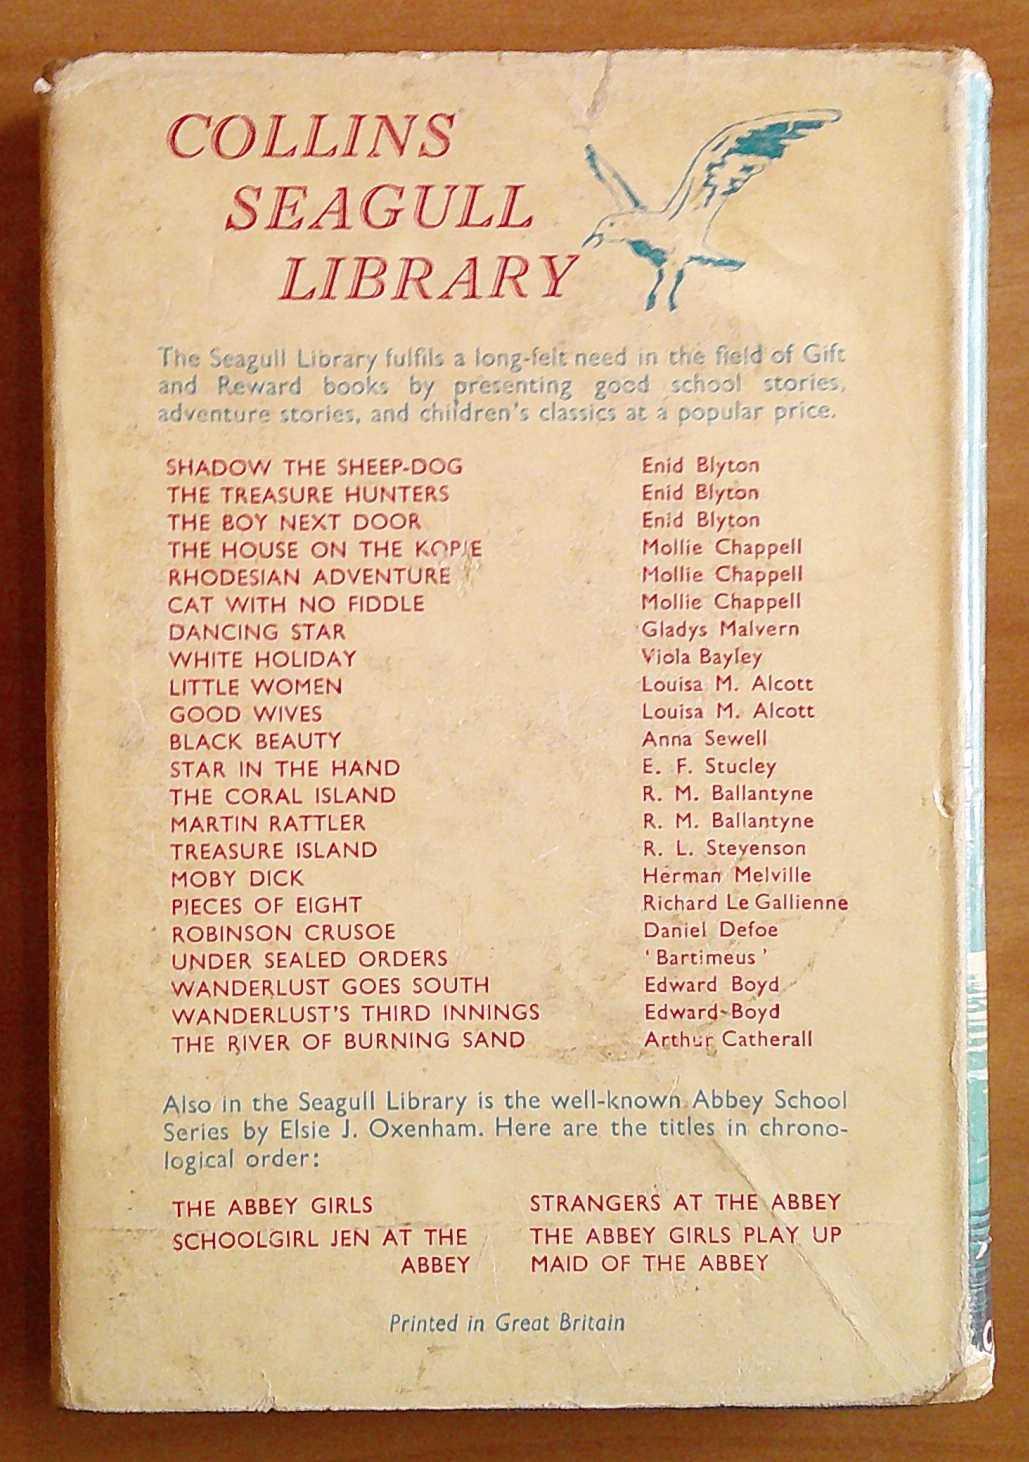 COLLINS
SEAGULL
LIBRARY
The Seagull Library fulfils a long-felt need in the field of Gift
and Reward books by presenting good school stories,
adventure stories, and children's classics at a popular price.
SHADOW THE SHEEP-DOG Enid Blyton
THE TREASURE HUNTERS Enid Blyton
THE BOY NEXT DOOR Enid Blyton
THE HOUSE ON THE KOPJE Mollie Chappell
RHODESIAN ADVENTURE Mollie Chappell
CAT WITH NO FIDDLE Mollie Chappell
DANCING STAR Gladys Malvern
WHITE HOLIDAY Viola Bayley
LITTLE WOMEN Louisa M. Alcott
GOOD WIVES Louisa M. Alcott
BLACK BEAUTY Anna Sewell
STAR IN THE HAND E. F. Stucley
THE CORAL ISLAND R. M. Ballantyne
MARTIN RATTLER R. M. Ballantyne
TREASURE ISLAND R. L. Stevenson
MOBY DICK Herman Melville
PIECES OF EIGHT Richard Le Gallienne
ROBINSON CRUSOE Daniel Defoe
UNDER SEALED ORDERS 'Bartimeus'
WANDERLUST GOES SOUTH Edward Boyd
WANDERLUST'S THIRD INNINGS Edward Boyd
THE RIVER OF BURNING SAND Arthur Catherall
Also in the Seagull Library is the well-known Abbey School
Series by Elsie J. Oxenham. Here are the titles in chrono-
logical order:
THE ABBEY GIRLS
SCHOOLGIRL JEN AT THE
ABBEY
STRANGERS AT THE ABBEY
THE ABBEY GIRLS PLAY UP
MAID OF THE ABBEY
Printed in Great Britain